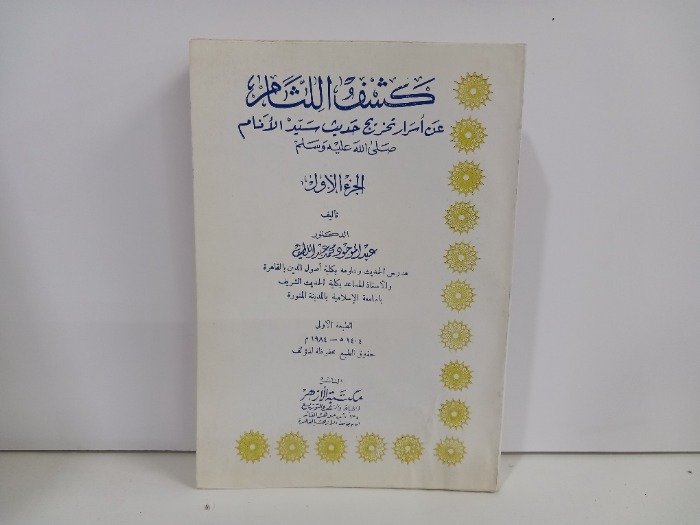 كشف اللثام
عن أسرار تخريج حديث سيد الأنام
صلى الله عليه وسلم
الجزء الأول
تأليف
الدكتور
عبد الموجود محمد عبد اللطيف
مدرس الحديث وعلومه بكلية أصول الدين بالقاهرة
والأستاذ المساعد بكلية الحديث الشريف
بالجامعة الإسلامية بالمدينة المنورة
الطبعة الأولى
١٤٠٤ ه — ١٩٨٤ م
حقوق الطبع محفوظة للمؤلف
الناشر
مكتبة الأزهر